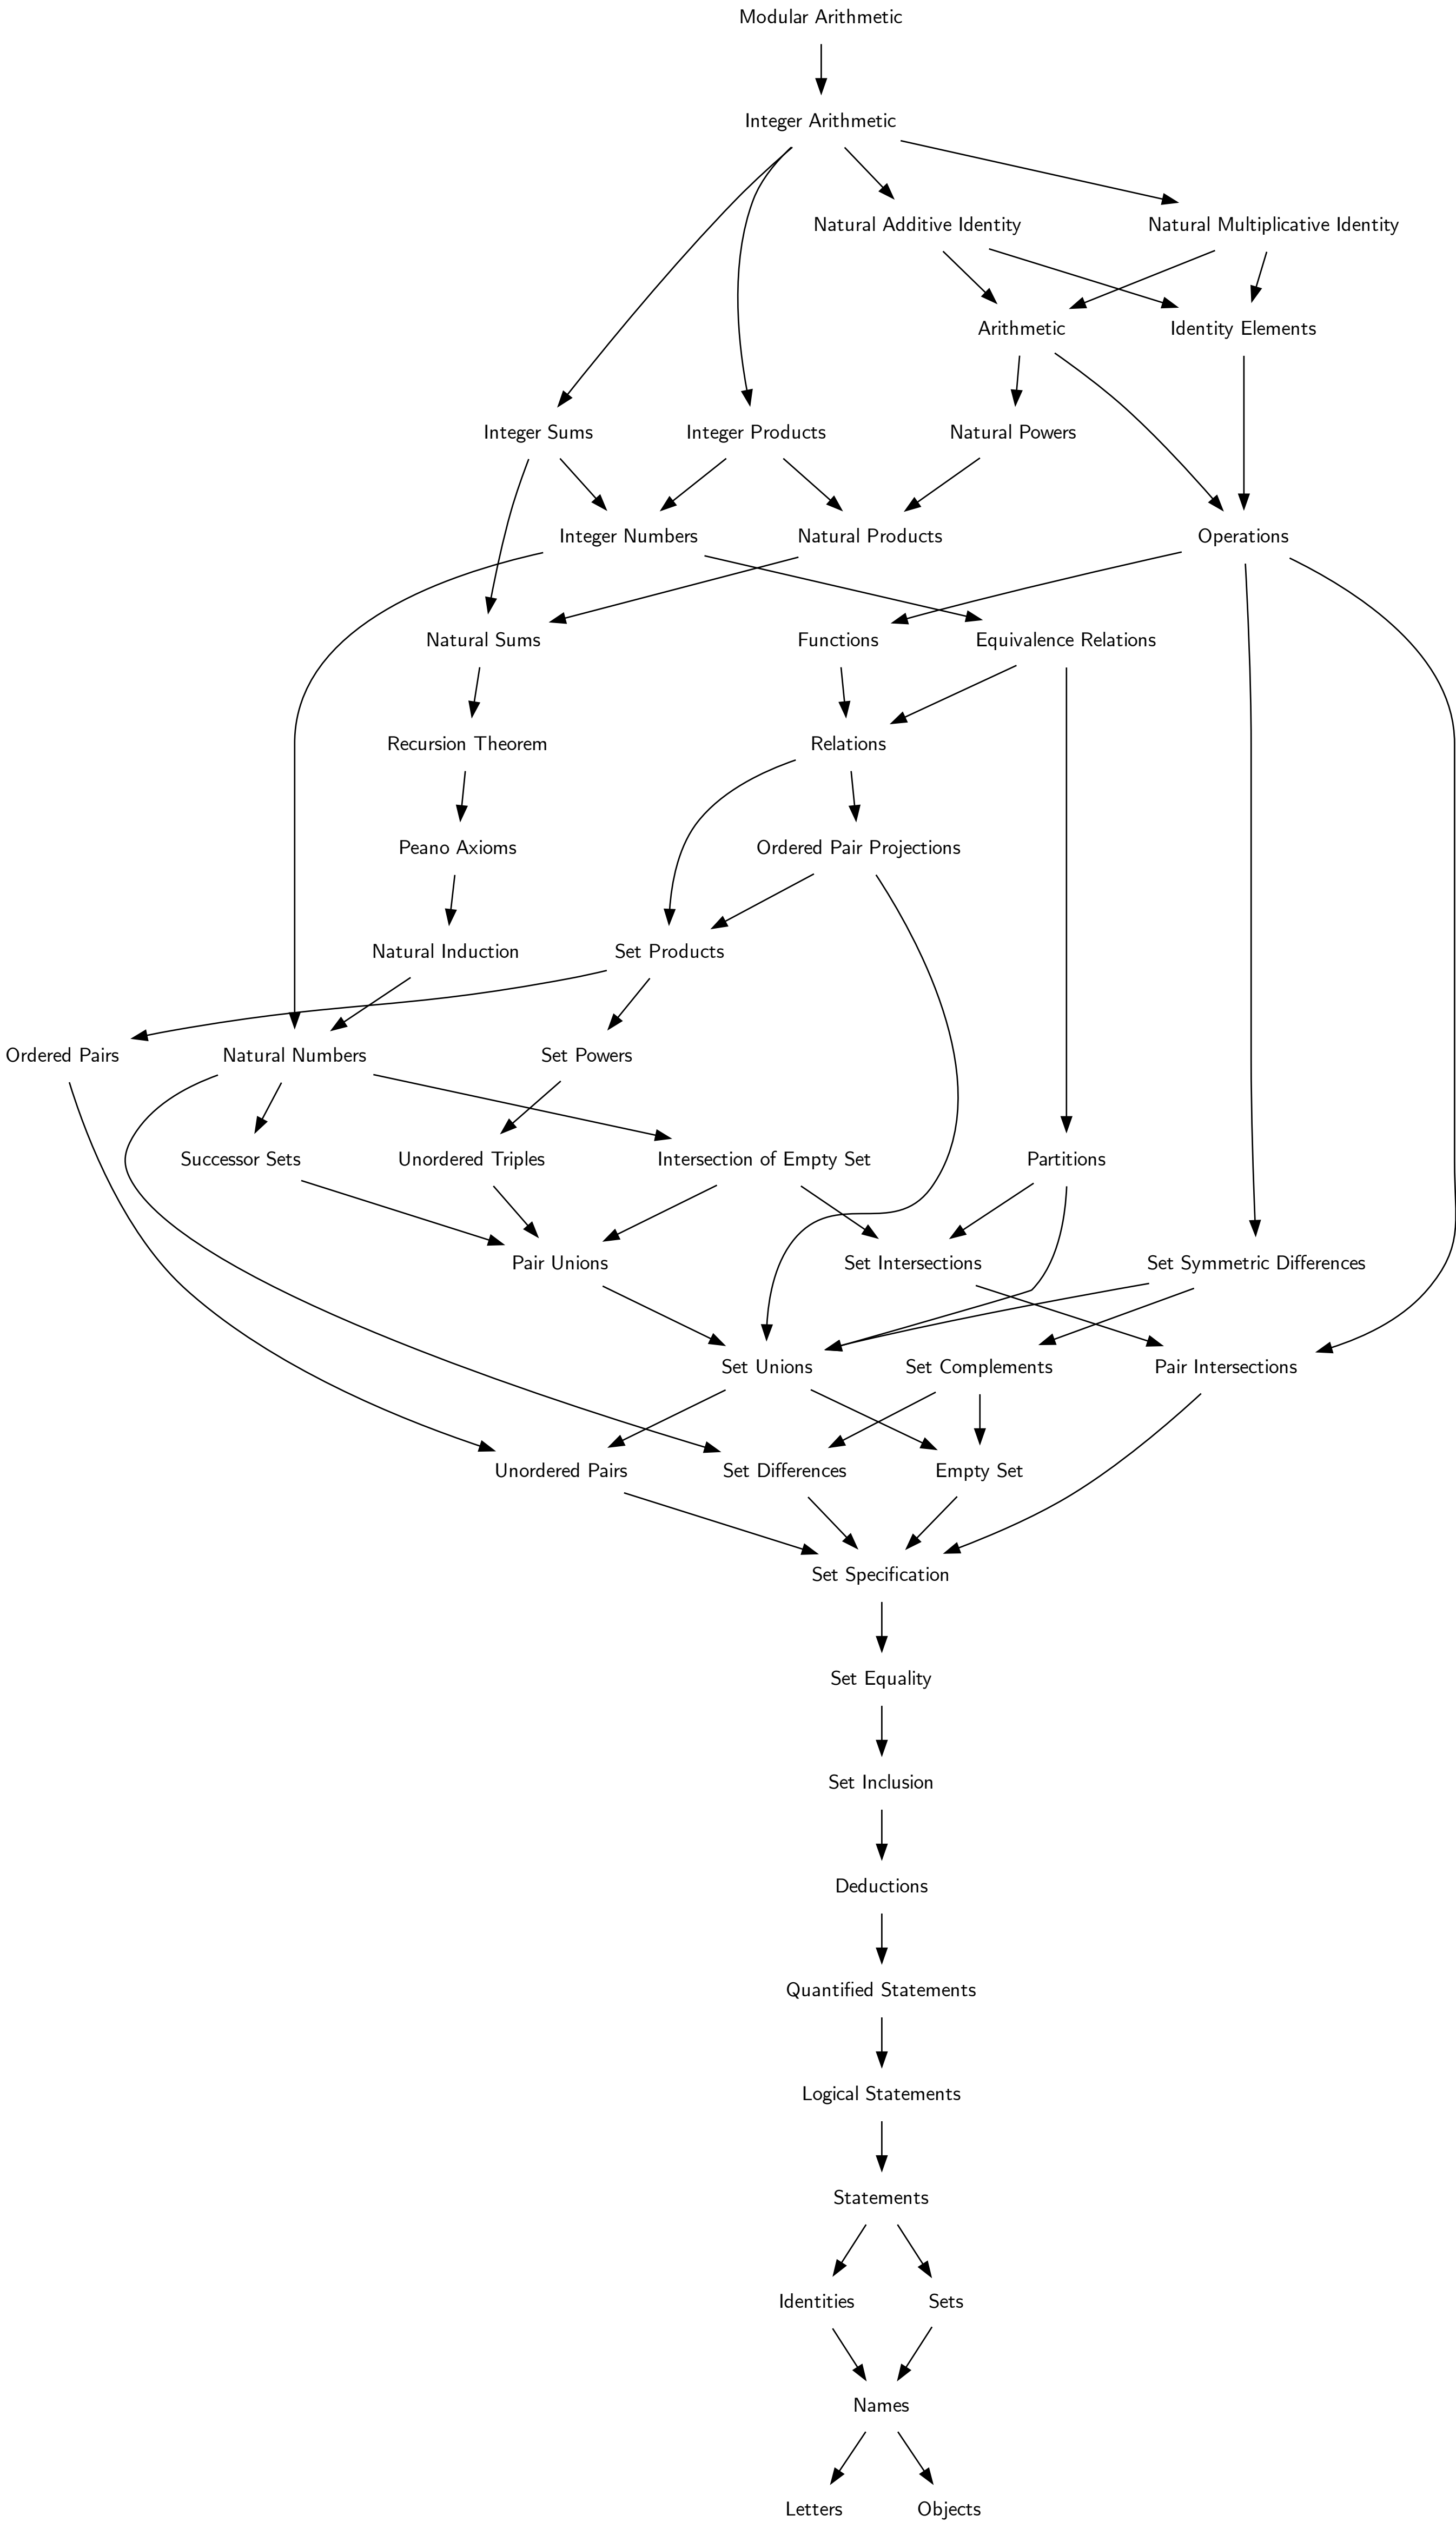 Modular Arithmetic
Integer Arithmetic
Natural Additive Identity
Natural Multiplicative Identity
Arithmetic
Identity Elements
Integer Sums
Integer Products
Natural Powers
Integer Numbers
Natural Products
Operations
Natural Sums
Functions
Equivalence Relations
Recursion Theorem
Relations
Peano Axioms
Ordered Pair Projections
Natural Induction
Set Products
Ordered Pairs
Natural Numbers
Set Powers
Successor Sets
Unordered Triples
Intersection of Empty Set
Partitions
Pair Unions
Set Intersections
Set Symmetric Differences
Set Unions
Set Complements
Pair Intersections
Unordered Pairs
Set Differences
Empty Set
Set Specification
Set Equality
Set Inclusion
Deductions
Quantified Statements
Logical Statements
Statements
Identities
Sets
Names
Letters
Objects